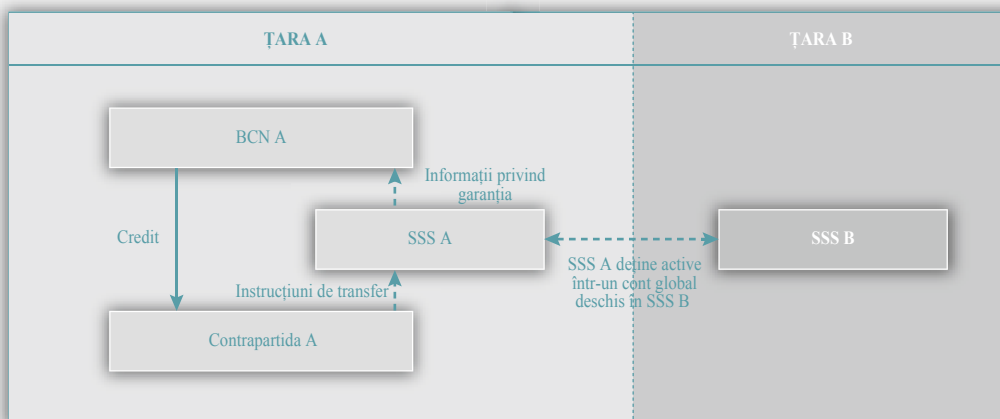 ȚARA A
ȚARA B
BCN A
Informații privind
garanția
Credit
SSS A
SSS B
SSS A deține active
într-un cont global
deschis în SSS B
Instrucțiuni de transfer
Contrapartida A